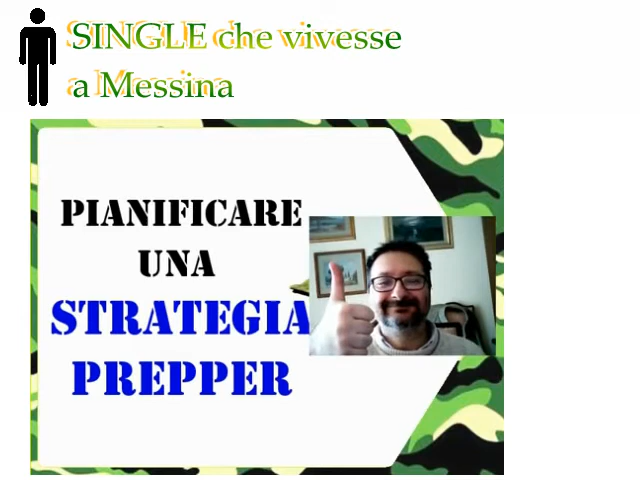 SINGLE che vivesse
a Messina
PIANIFICARE
UNA
STRATEGIA
PREPPER